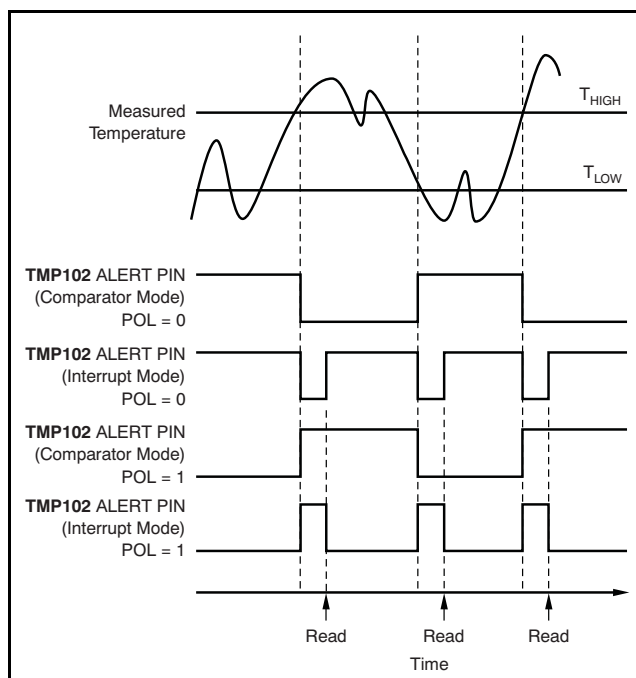 Measured
Temperature
THIGH
TLOW
TMP102 ALERT PIN
(Comparator Mode)
POL = 0
TMP102 ALERT PIN
(Interrupt Mode)
POL = 0
TMP102 ALERT PIN
(Comparator Mode)
POL = 1
TMP102 ALERT PIN
(Interrupt Mode)
POL = 1
Read
Read
Read
Time